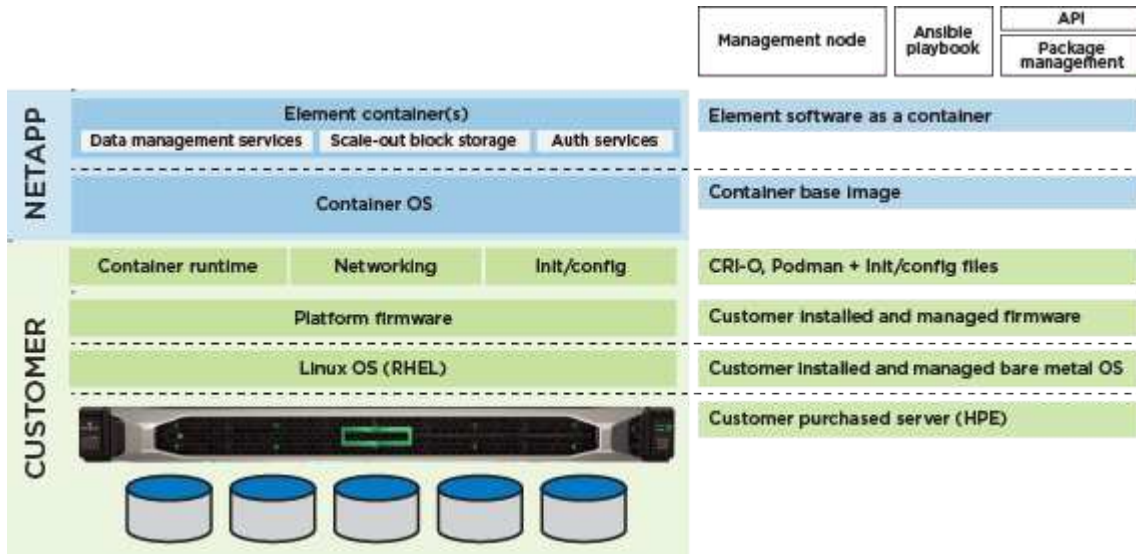 Management node
Ansible
playbook
API
Package
management
NETAPP
Element container(s)
Data management services
Scale-out block storage
Auth services
Element software as a container
Container OS
Container base image
CUSTOMER
Container runtime
Networking
Init/config
CRI-O, Podman + Init/config files
Platform firmware
Customer installed and managed firmware
Linux OS (RHEL)
Customer installed and managed bare metal OS
Customer purchased server (HPE)